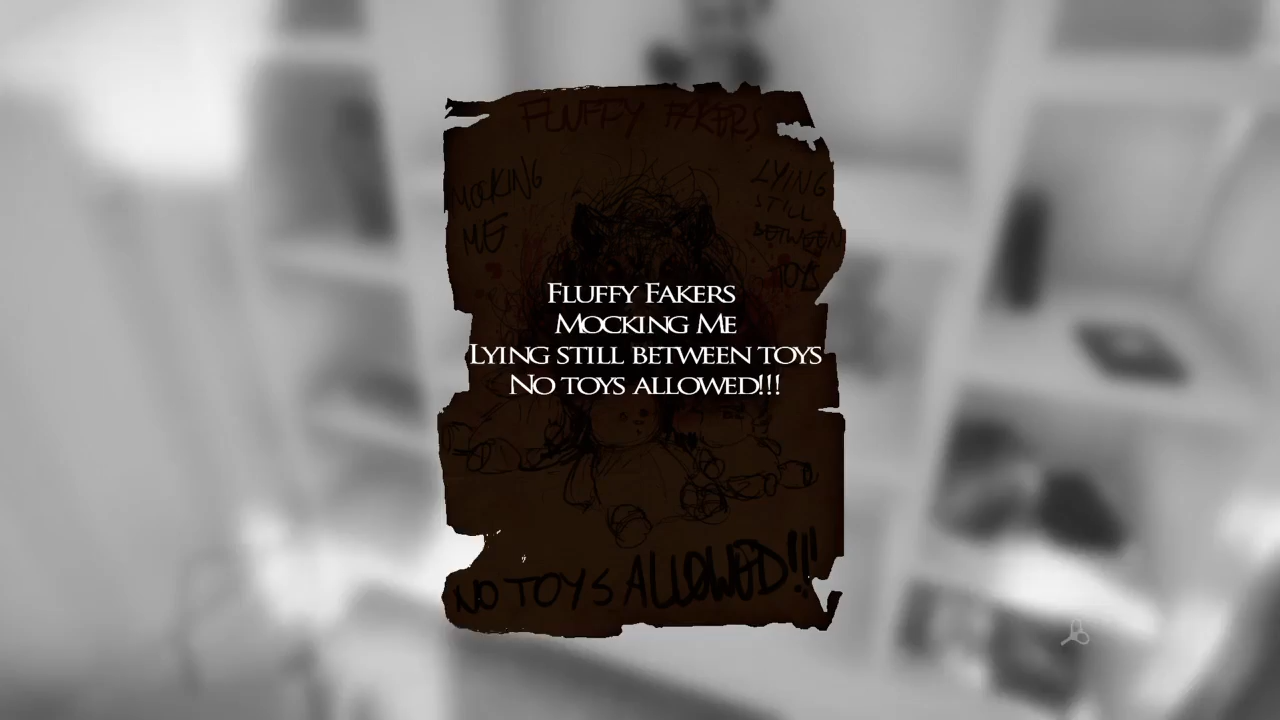 FLUFFY FAKERS
MOCKING
ME
LYING
STILL
BETWEEN
TOYS
Fluffy Fakers
Mocking Me
Lying still between toys
No toys allowed!!!
NO TOYS ALLOWED!!!